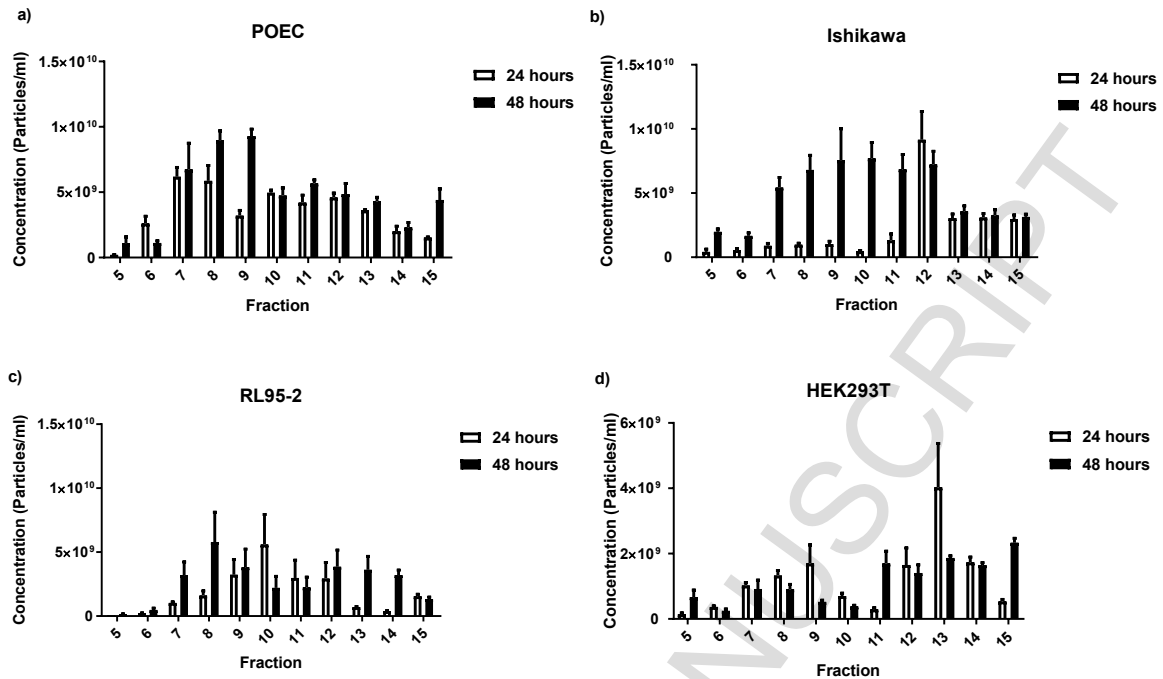 a)
POEC
Concentration (Particles/ml)
1.5×10¹⁰
1×10¹⁰
5×10⁹
0
5 6 7 8 9 10 11 12 13 14 15
Fraction
24 hours
48 hours
b)
Ishikawa
Concentration (Particles/ml)
1.5×10¹⁰
1×10¹⁰
5×10⁹
0
5 6 7 8 9 10 11 12 13 14 15
Fraction
24 hours
48 hours
c)
RL95-2
Concentration (Particles/ml)
1.5×10¹⁰
1×10¹⁰
5×10⁹
0
5 6 7 8 9 10 11 12 13 14 15
Fraction
24 hours
48 hours
d)
HEK293T
Concentration (Particles/ml)
6×10⁹
4×10⁹
2×10⁹
0
5 6 7 8 9 10 11 12 13 14 15
Fraction
24 hours
48 hours
NUSCRIPT